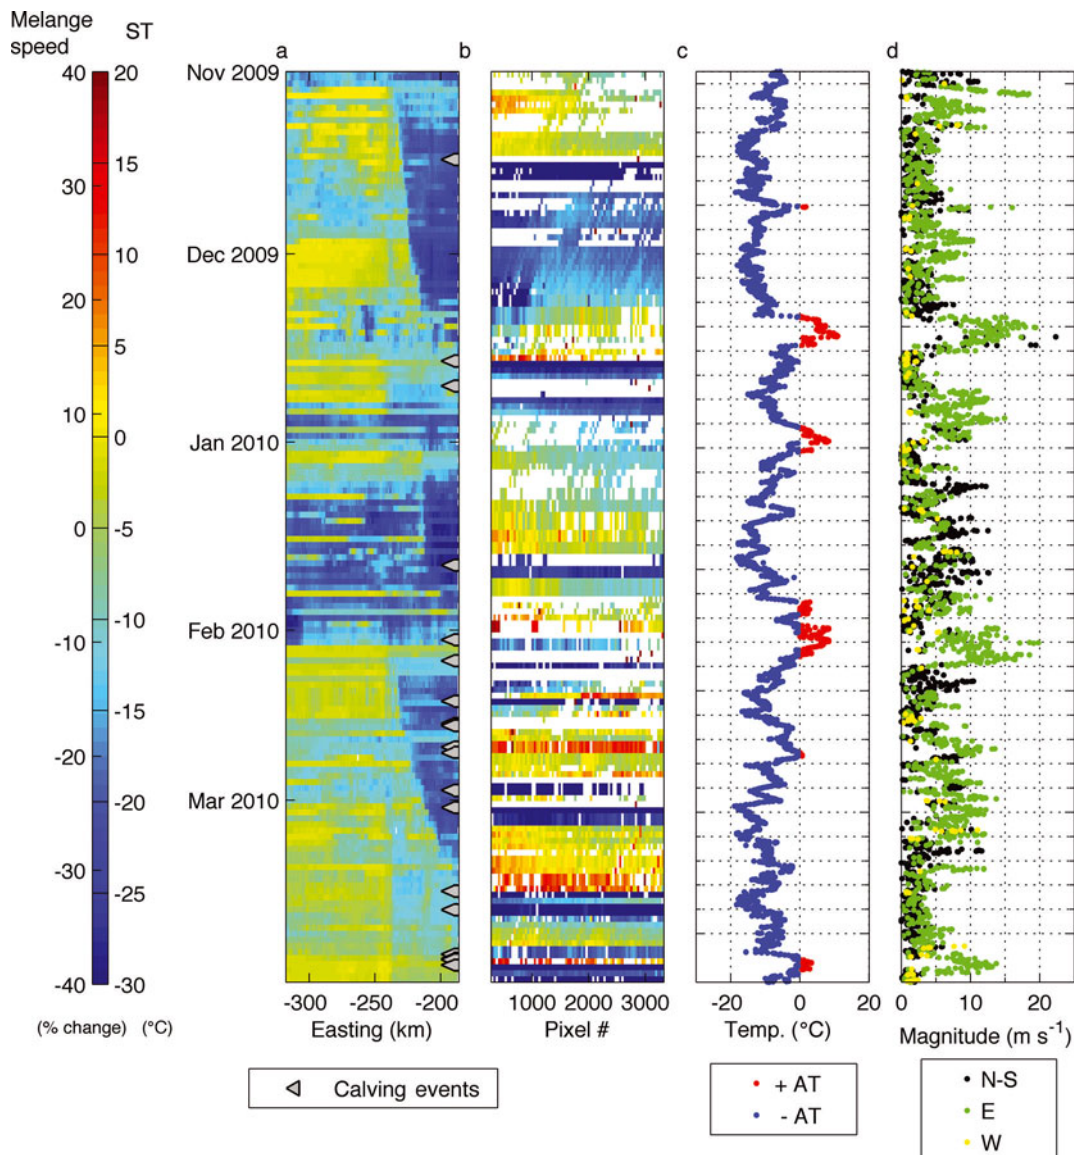 Melange
speed
ST
a
b
c
d
40
30
20
10
0
-10
-20
-30
-40
20
15
10
5
0
-5
-10
-15
-20
-25
-30
Nov 2009
Dec 2009
Jan 2010
Feb 2010
Mar 2010
(% change) (°C)
-300 -250 -200
Easting (km)
1000 2000 3000
Pixel #
-20 0 20
Temp. (°C)
0 10 20
Magnitude (m s⁻¹)
Calving events
+ AT
- AT
N-S
E
W